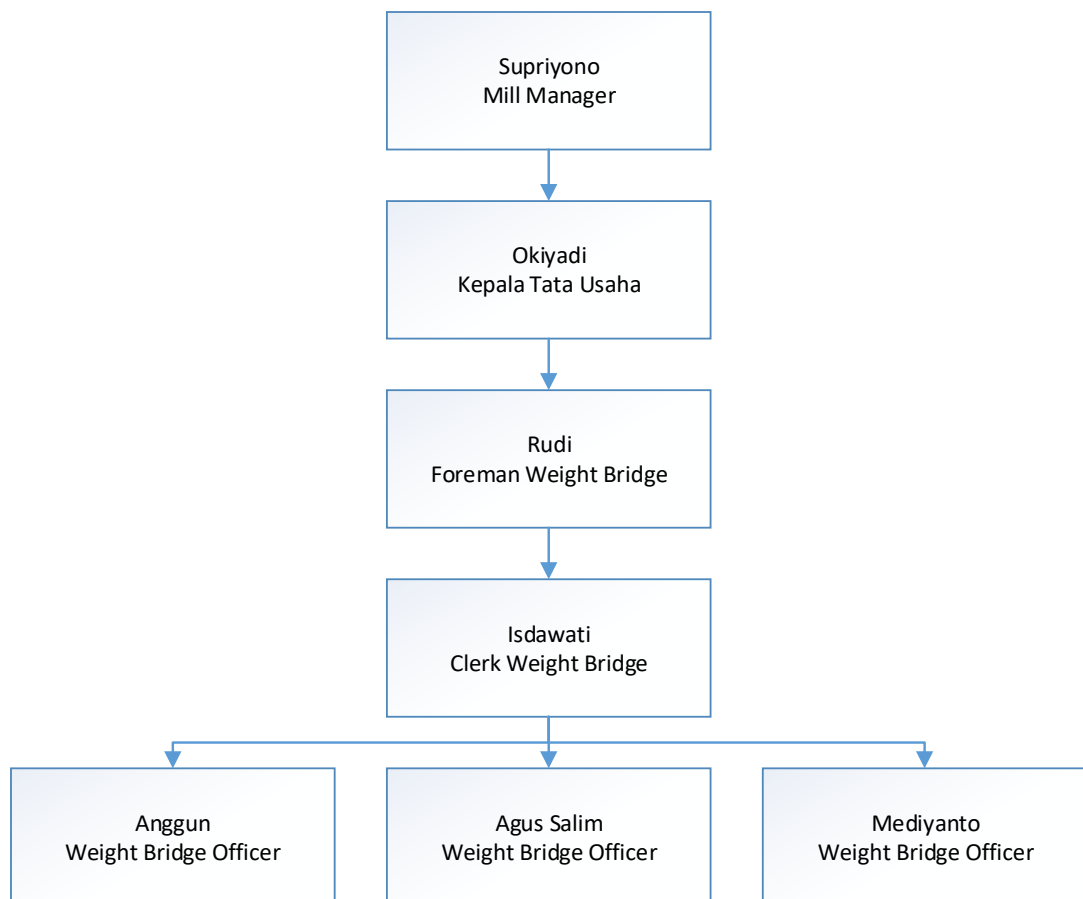 Supriyono
Mill Manager
Okiyadi
Kepala Tata Usaha
Rudi
Foreman Weight Bridge
Isdawati
Clerk Weight Bridge
Anggun
Weight Bridge Officer
Agus Salim
Weight Bridge Officer
Mediyanto
Weight Bridge Officer